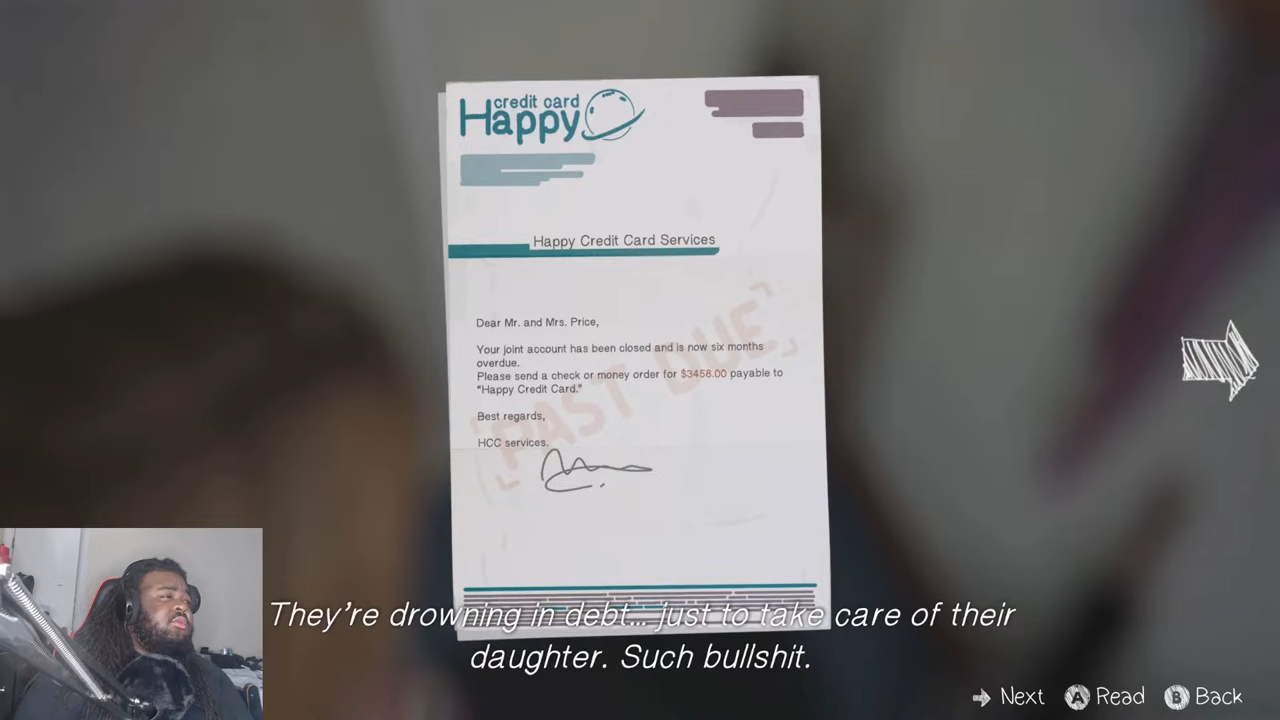 credit card
Happy
Happy Credit Card Services
Dear Mr. and Mrs. Price,
Your joint account has been closed and is now six months
overdue.
Please send a check or money order for $3458.00 payable to
"Happy Credit Card."
Best regards,
HCC services.
PAST DUE
They're drowning in debt... just to take care of their
daughter. Such bullshit.
Next A Read B Back